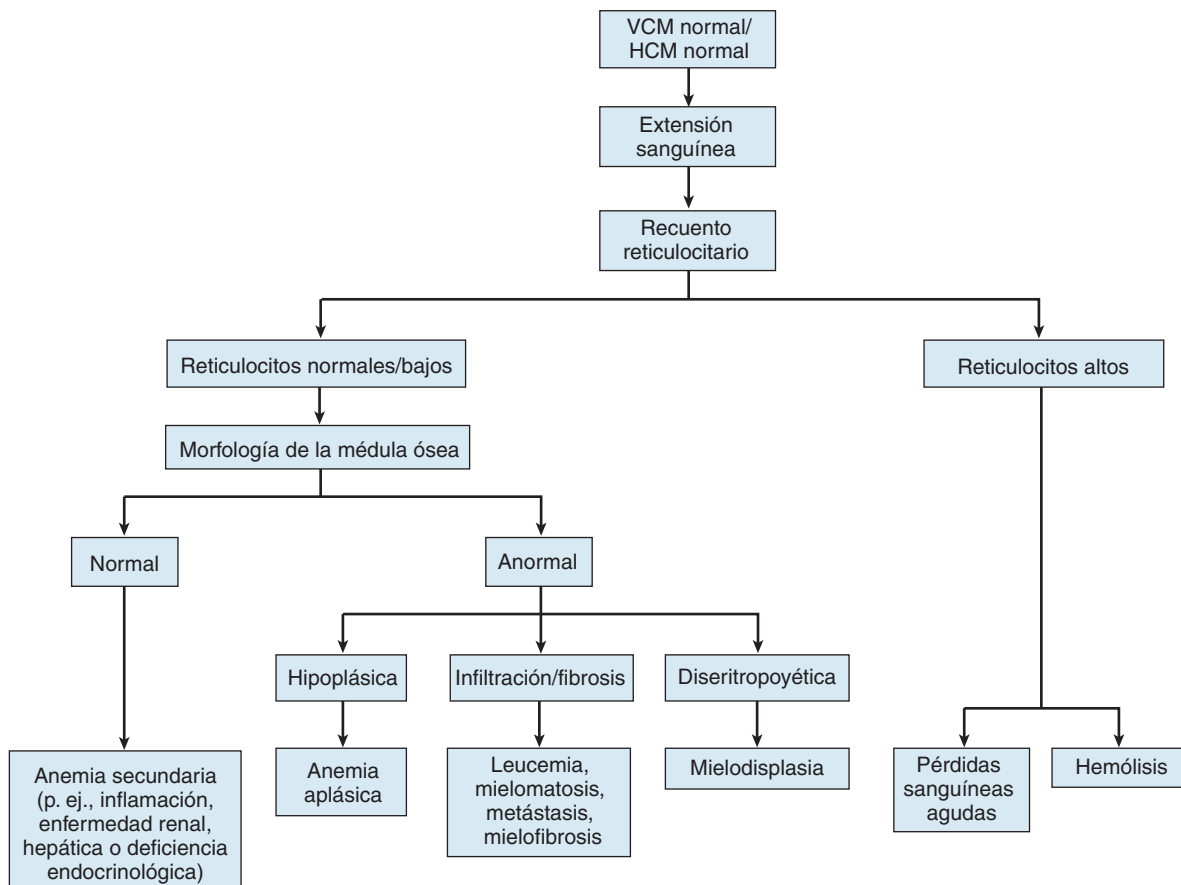 VCM normal/
HCM normal
Extensión
sanguínea
Recuento
reticulocitario
Reticulocitos normales/bajos
Reticulocitos altos
Morfología de la médula ósea
Normal
Anormal
Hipoplásica
Infiltración/fibrosis
Diseritropoyética
Anemia secundaria
(p. ej., inflamación,
enfermedad renal,
hepática o deficiencia
endocrinológica)
Anemia
aplásica
Leucemia,
mielomatosis,
metástasis,
mielofibrosis
Mielodisplasia
Pérdidas
sanguíneas
agudas
Hemólisis